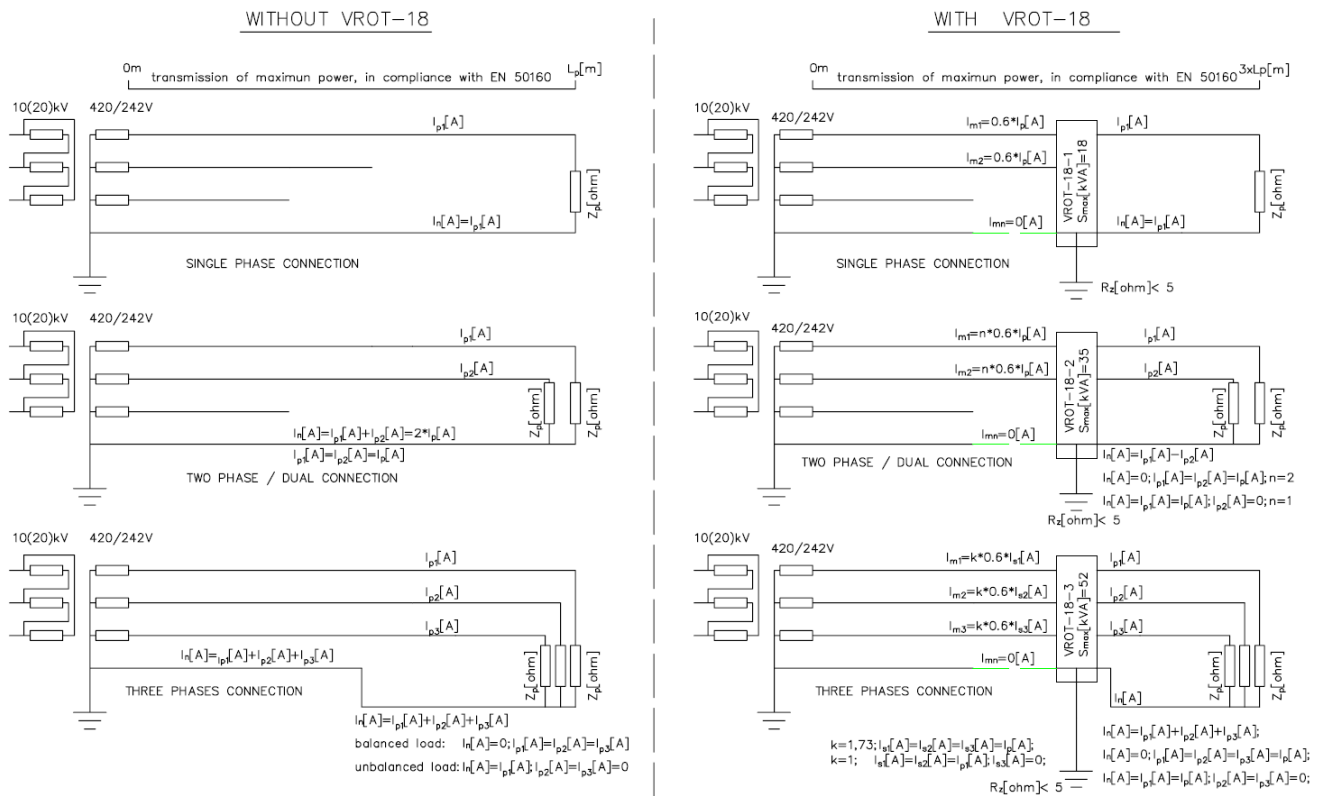 WITHOUT VROT-18
0m transmission of maximun power, in compliance with EN 50160 Lp[m]
10(20)kV 420/242V
Ip1[A]
Zp[ohm]
In[A]=Ip1[A]
SINGLE PHASE CONNECTION
10(20)kV 420/242V
Ip1[A]
Ip2[A]
Zp[ohm]
Zp[ohm]
In[A]=Ip1[A]+Ip2[A]=2*Ip[A]
Ip1[A]=Ip2[A]=Ip[A]
TWO PHASE / DUAL CONNECTION
10(20)kV 420/242V
Ip1[A]
Ip2[A]
Ip3[A]
In[A]=Ip1[A]+Ip2[A]+Ip3[A]
Zp[ohm]
Zp[ohm]
THREE PHASES CONNECTION
In[A]=Ip1[A]+Ip2[A]+Ip3[A]
balanced load: In[A]=0;Ip1[A]=Ip2[A]=Ip3[A]
unbalanced load:In[A]=Ip1[A];Ip2[A]=Ip3[A]=0
WITH VROT-18
0m transmission of maximun power, in compliance with EN 50160 3xLp[m]
10(20)kV 420/242V
Im1=0.6*Ip[A]
Im2=0.6*Ip[A]
Imn=0[A]
VROT-18-1
Smax[kVA]=18
Ip1[A]
Zp[ohm]
In[A]=Ip1[A]
SINGLE PHASE CONNECTION
Rz[ohm]< 5
10(20)kV 420/242V
Im1=n*0.6*Ip[A]
Im2=n*0.6*Ip[A]
Imn=0[A]
VROT-18-2
Smax[kVA]=35
Ip1[A]
Ip2[A]
Zp[ohm]
Zp[ohm]
TWO PHASE / DUAL CONNECTION
In[A]=Ip1[A]-Ip2[A]
In[A]=0;Ip1[A]=Ip2[A]=Ip[A];n=2
In[A]=Ip1[A]=Ip[A];Ip2[A]=0;n=1
Rz[ohm]< 5
10(20)kV 420/242V
Im1=k*0.6*Is1[A]
Im2=k*0.6*Is2[A]
Im3=k*0.6*Is3[A]
Imn=0[A]
VROT-18-3
Smax[kVA]=52
Ip1[A]
Ip2[A]
Ip3[A]
Zp[ohm]
Zp[ohm]
In[A]
THREE PHASES CONNECTION
k=1,73;Is1[A]=Is2[A]=Is3[A]=Ip[A];
k=1; Is1[A]=Is2[A]=Ip1[A];Is3[A]=0;
Rz[ohm]< 5
In[A]=Ip1[A]+Ip2[A]+Ip3[A];
In[A]=0;Ip1[A]=Ip2[A]=Ip3[A]=Ip[A];
In[A]=Ip1[A]=Ip[A];Ip2[A]=Ip3[A]=0;